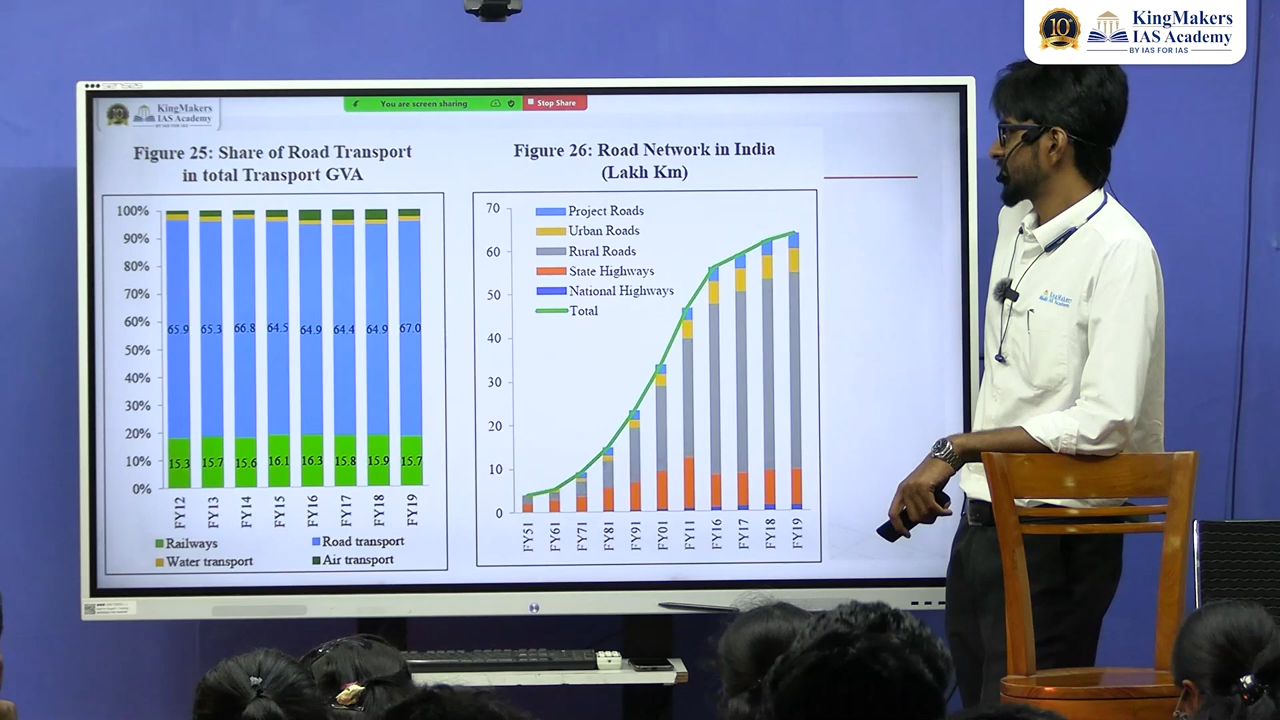 10
KingMakers
IAS Academy
BY IAS FOR IAS
You are screen sharing
Stop Share
KingMakers
IAS Academy
BY IAS FOR IAS
Figure 25: Share of Road Transport
in total Transport GVA
100%
90%
80%
70%
60%
50%
40%
30%
20%
10%
0%
65.9 65.3 66.8 64.5 64.9 64.4 64.9 67.0
15.3 15.7 15.6 16.1 16.3 15.8 15.9 15.7
FY12 FY13 FY14 FY15 FY16 FY17 FY18 FY19
Railways
Road transport
Water transport
Air transport
Figure 26: Road Network in India
(Lakh Km)
70
60
50
40
30
20
10
0
Project Roads
Urban Roads
Rural Roads
State Highways
National Highways
Total
FY51 FY61 FY71 FY81 FY91 FY01 FY11 FY16 FY17 FY18 FY19